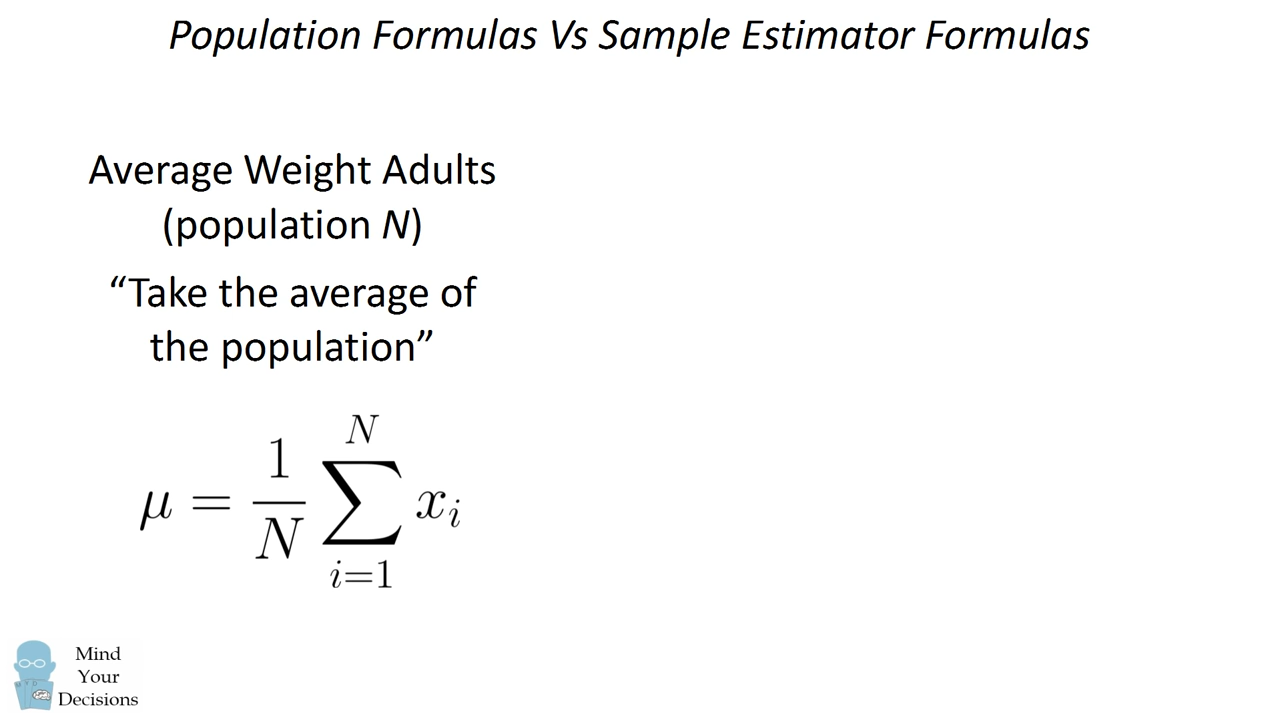 Population Formulas Vs Sample Estimator Formulas
Average Weight Adults
(population N)
“Take the average of
the population”
μ = 1/N ∑_{i=1}^{N} x_i
Mind
Your
Decisions